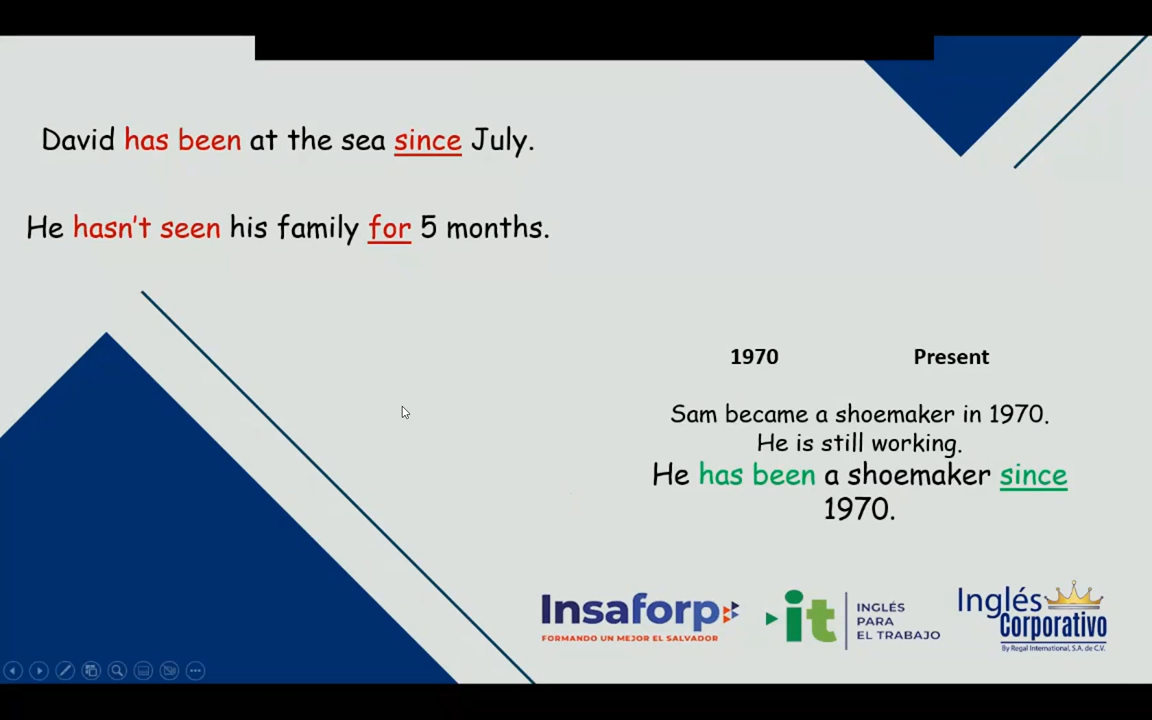 David has been at the sea since July.
He hasn't seen his family for 5 months.
1970 Present
Sam became a shoemaker in 1970.
He is still working.
He has been a shoemaker since
1970.
Insaforp
FORMANDO UN MEJOR EL SALVADOR
it
INGLÉS
PARA
EL TRABAJO
Inglés
Corporativo
By Regal International, S.A. de C.V.